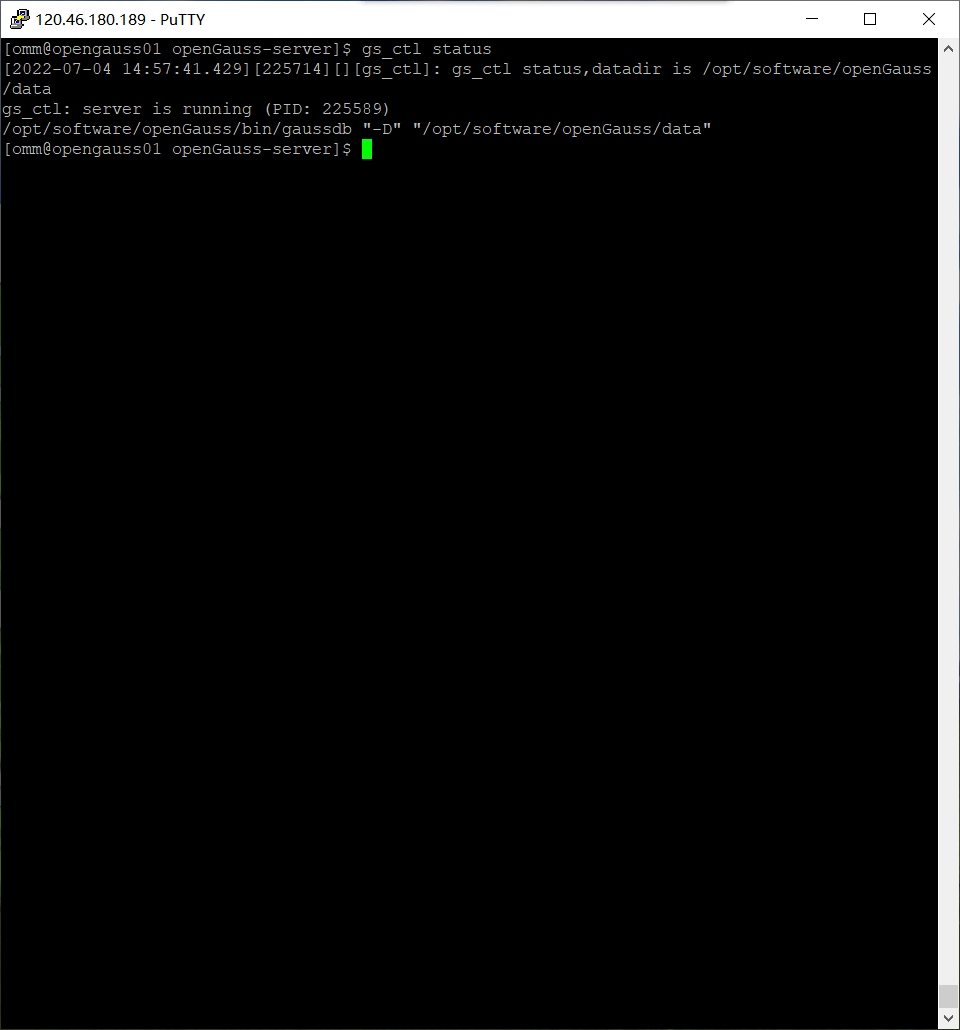 120.46.180.189 - PuTTY
[omm@opengauss01 openGauss-server]$ gs_ctl status
[2022-07-04 14:57:41.429][225714][][gs_ctl]: gs_ctl status,datadir is /opt/software/openGauss
/data
gs_ctl: server is running (PID: 225589)
/opt/software/openGauss/bin/gaussdb "-D" "/opt/software/openGauss/data"
[omm@opengauss01 openGauss-server]$